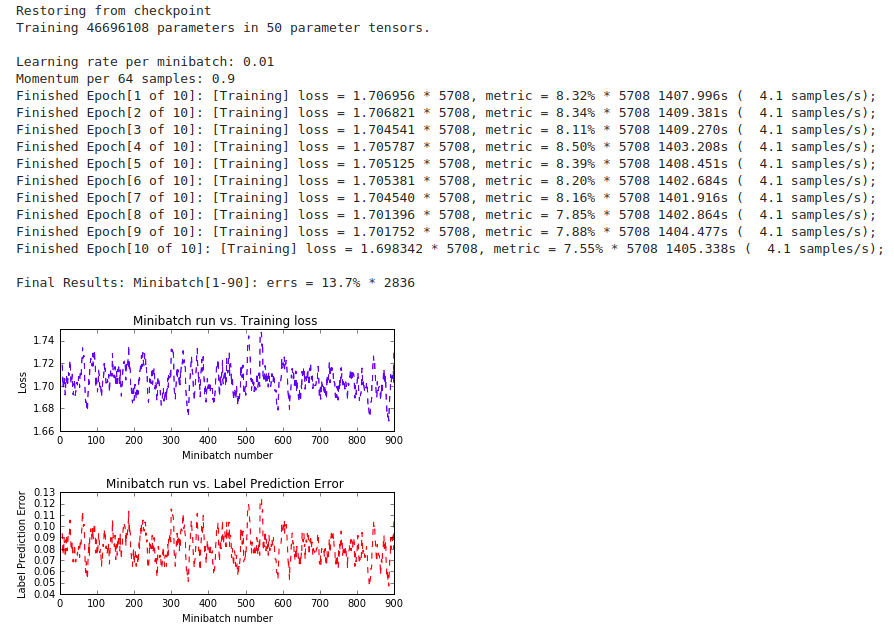 Restoring from checkpoint
Training 46696108 parameters in 50 parameter tensors.
Learning rate per minibatch: 0.01
Momentum per 64 samples: 0.9
Finished Epoch[1 of 10]: [Training] loss = 1.706956 * 5708, metric = 8.32% * 5708 1407.996s (  4.1 samples/s);
Finished Epoch[2 of 10]: [Training] loss = 1.706821 * 5708, metric = 8.34% * 5708 1409.381s (  4.1 samples/s);
Finished Epoch[3 of 10]: [Training] loss = 1.704541 * 5708, metric = 8.11% * 5708 1409.270s (  4.1 samples/s);
Finished Epoch[4 of 10]: [Training] loss = 1.705787 * 5708, metric = 8.50% * 5708 1403.208s (  4.1 samples/s);
Finished Epoch[5 of 10]: [Training] loss = 1.705125 * 5708, metric = 8.39% * 5708 1408.451s (  4.1 samples/s);
Finished Epoch[6 of 10]: [Training] loss = 1.705381 * 5708, metric = 8.20% * 5708 1402.684s (  4.1 samples/s);
Finished Epoch[7 of 10]: [Training] loss = 1.704540 * 5708, metric = 8.16% * 5708 1401.916s (  4.1 samples/s);
Finished Epoch[8 of 10]: [Training] loss = 1.701396 * 5708, metric = 7.85% * 5708 1402.864s (  4.1 samples/s);
Finished Epoch[9 of 10]: [Training] loss = 1.701752 * 5708, metric = 7.88% * 5708 1404.477s (  4.1 samples/s);
Finished Epoch[10 of 10]: [Training] loss = 1.698342 * 5708, metric = 7.55% * 5708 1405.338s (  4.1 samples/s);
Final Results: Minibatch[1-90]: errs = 13.7% * 2836
Minibatch run vs. Training loss
Loss
1.74
1.72
1.70
1.68
1.66
0 100 200 300 400 500 600 700 800 900
Minibatch number
Minibatch run vs. Label Prediction Error
Label Prediction Error
0.13
0.12
0.11
0.10
0.09
0.08
0.07
0.06
0.05
0.04
0 100 200 300 400 500 600 700 800 900
Minibatch number